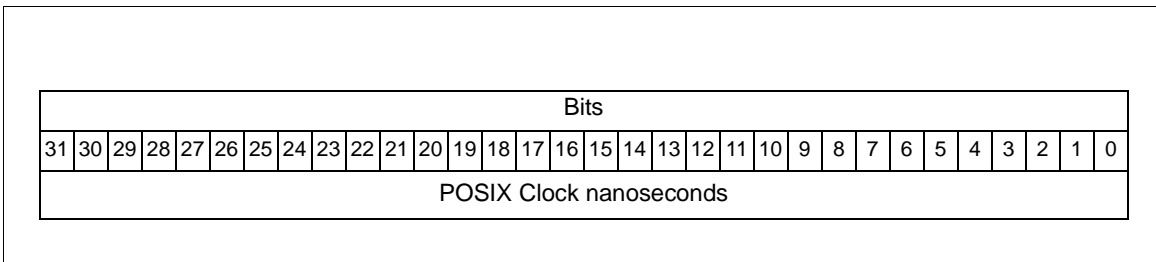 Bits
31 30 29 28 27 26 25 24 23 22 21 20 19 18 17 16 15 14 13 12 11 10 9 8 7 6 5 4 3 2 1 0
POSIX Clock nanoseconds